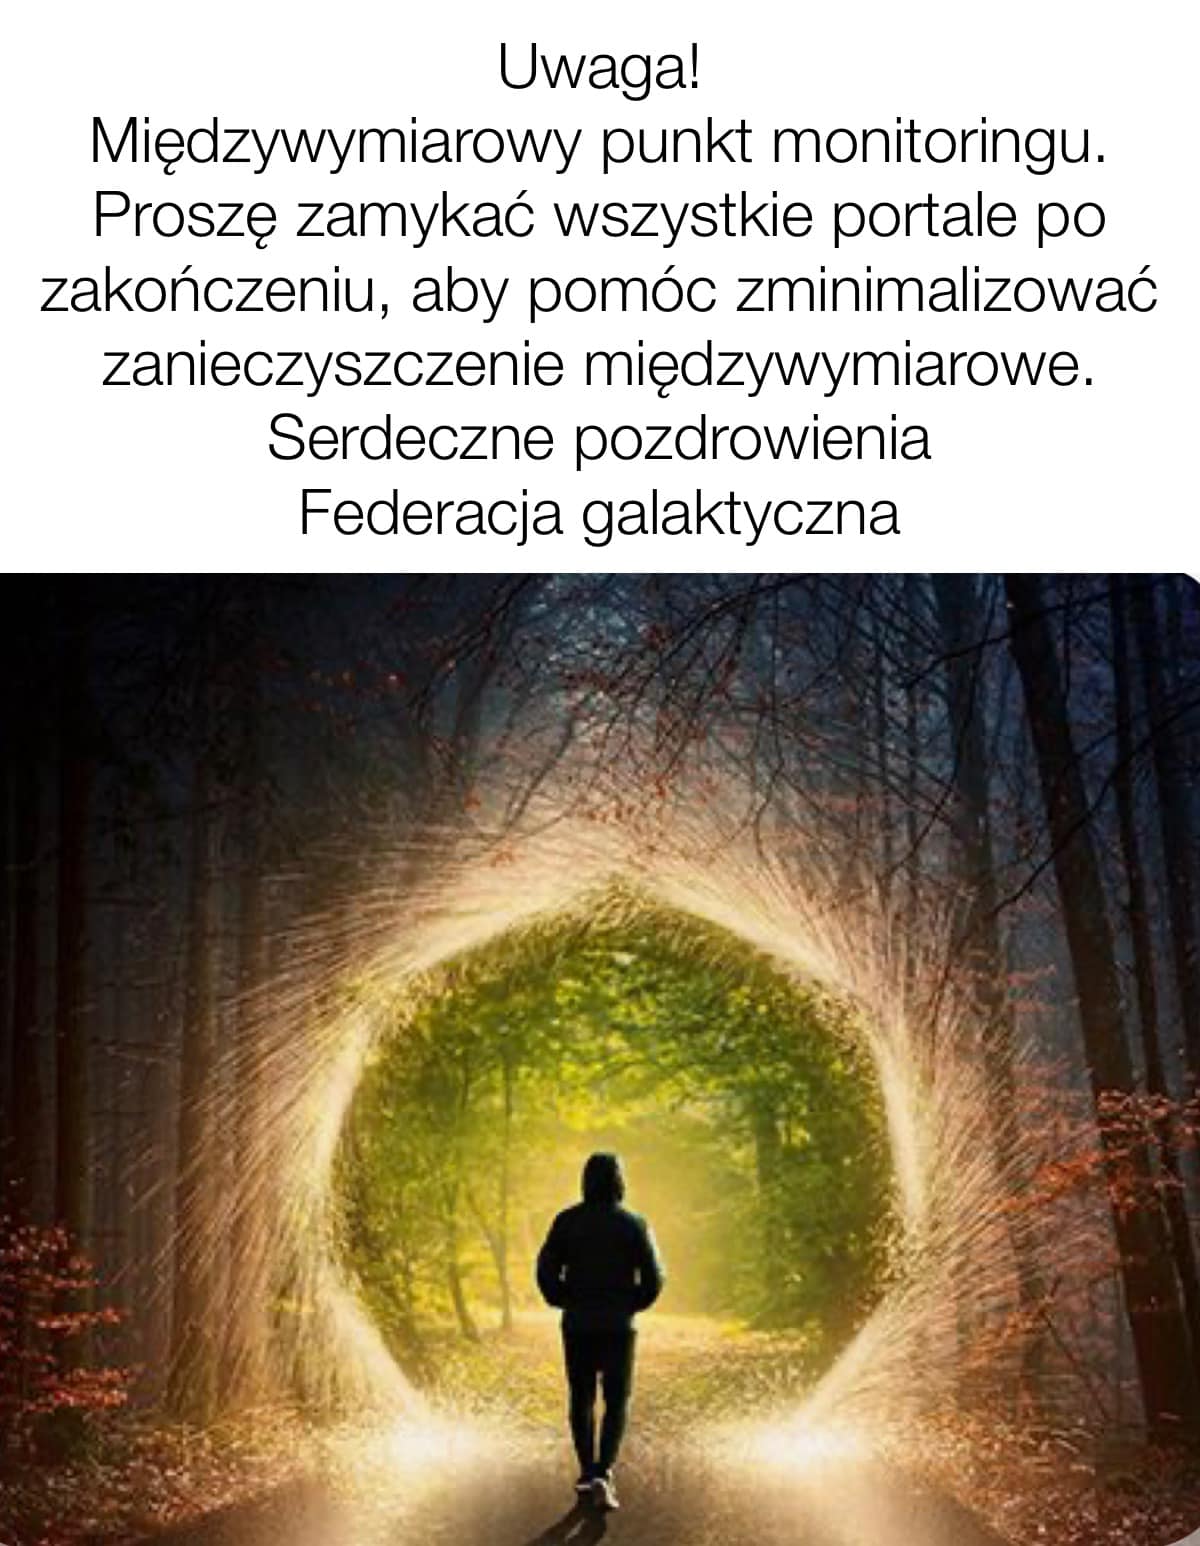 Uwaga!
Międzywymiarowy punkt monitoringu.
Proszę zamykać wszystkie portale po
zakończeniu, aby pomóc zminimalizować
zanieczyszczenie międzywymiarowe.
Serdeczne pozdrowienia
Federacja galaktyczna